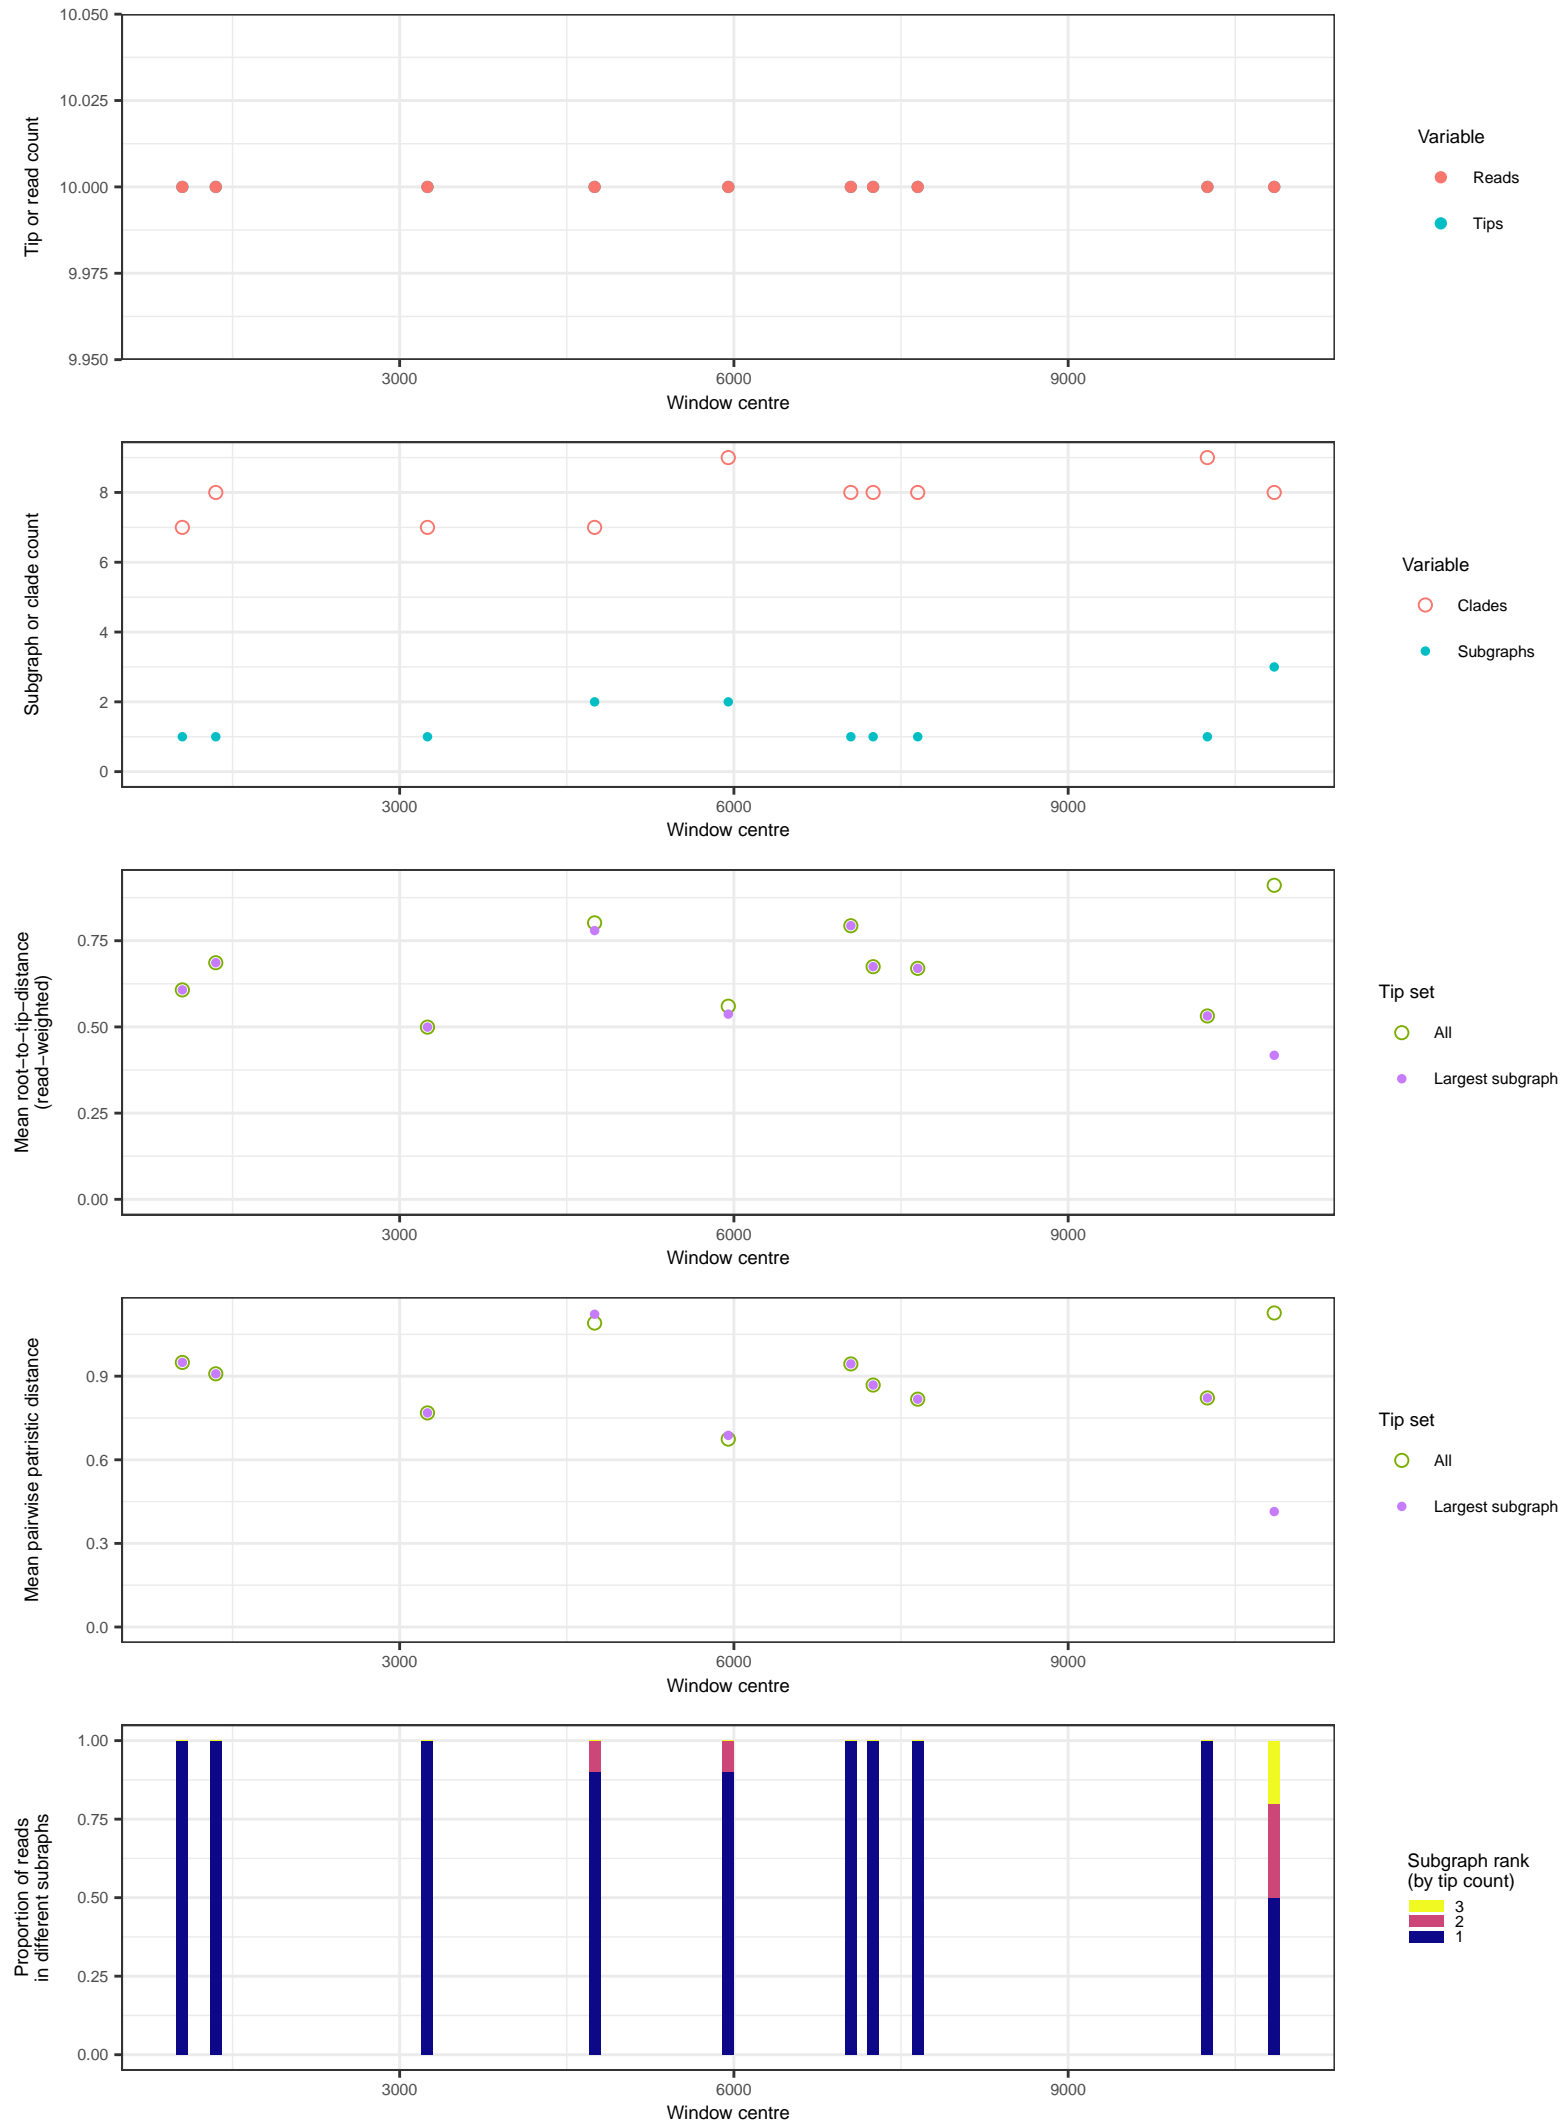 10.050
10.025
10.000
9.975
9.950
Tip or read count
3000
6000
9000
Window centre
Variable
Reads
Tips
8
6
4
2
0
Subgraph or clade count
3000
6000
9000
Window centre
Variable
Clades
Subgraphs
0.75
0.50
0.25
0.00
Mean root−to−tip−distance
(read−weighted)
3000
6000
9000
Window centre
Tip set
All
Largest subgraph
0.9
0.6
0.3
0.0
Mean pairwise patristic distance
3000
6000
9000
Window centre
Tip set
All
Largest subgraph
1.00
0.75
0.50
0.25
0.00
Proportion of reads
in different subraphs
3000
6000
9000
Window centre
Subgraph rank
(by tip count)
3
2
1